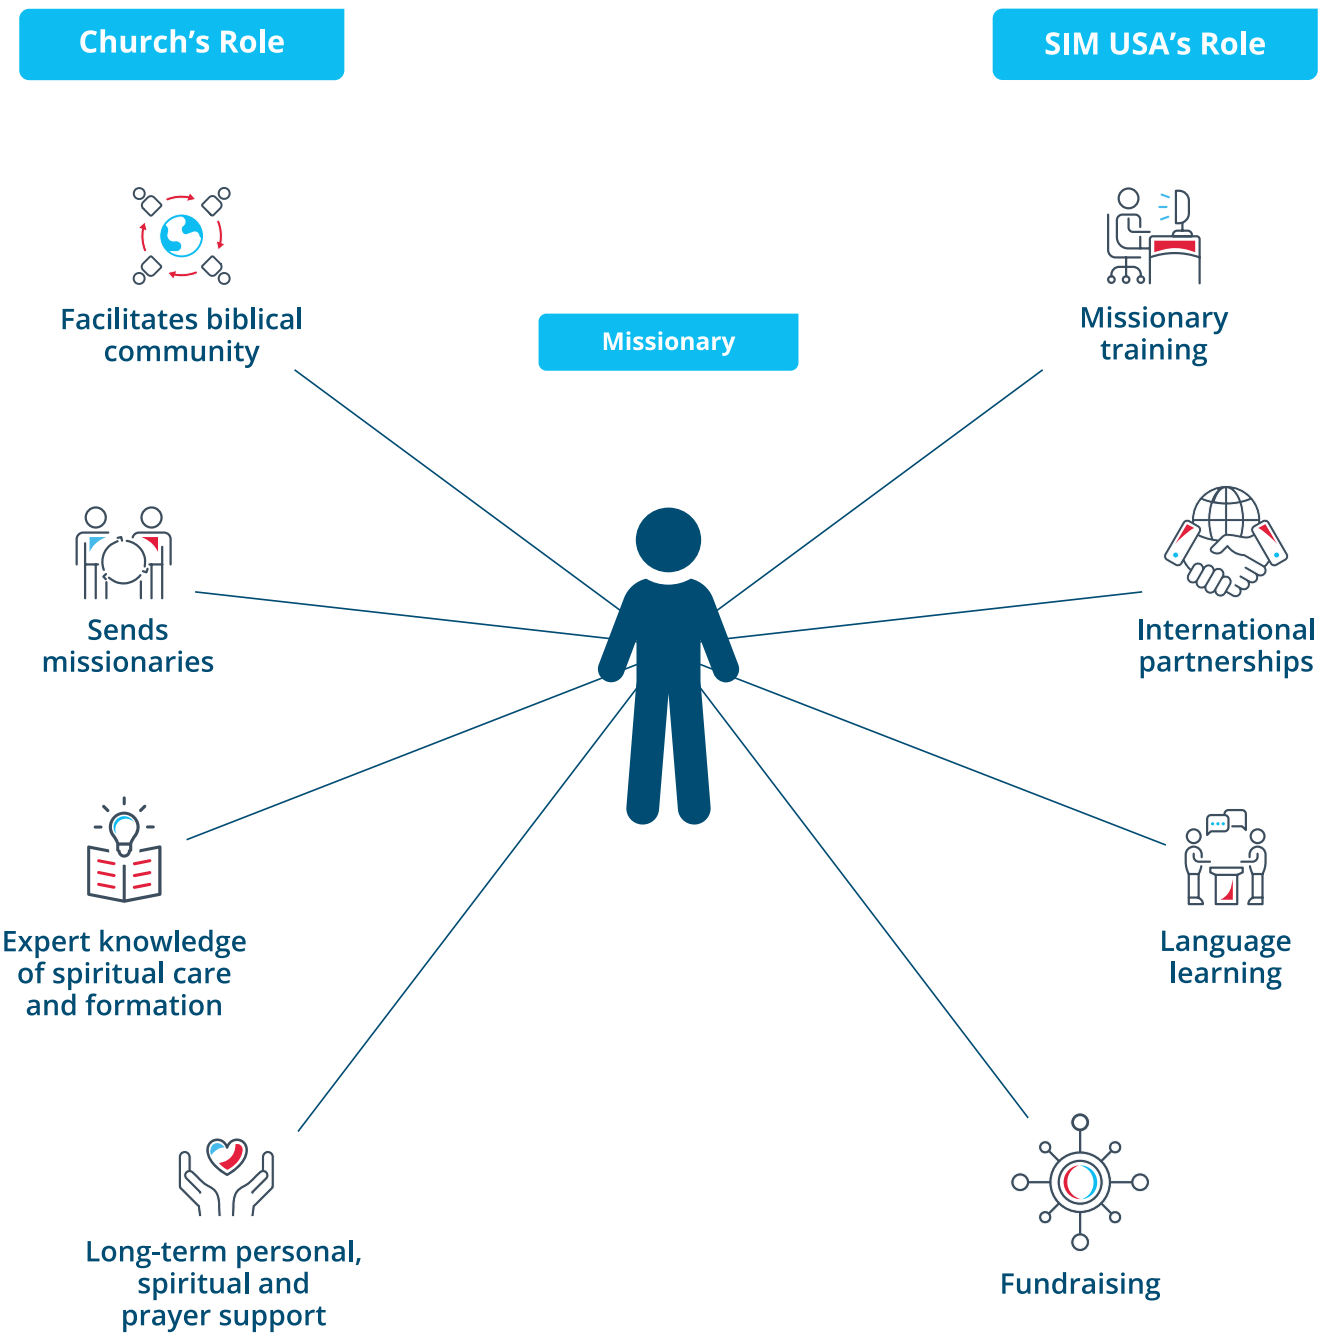 Church's Role
SIM USA's Role
Missionary
Facilitates biblical
community
Sends
missionaries
Expert knowledge
of spiritual care
and formation
Long-term personal,
spiritual and
prayer support
Missionary
training
International
partnerships
Language
learning
Fundraising